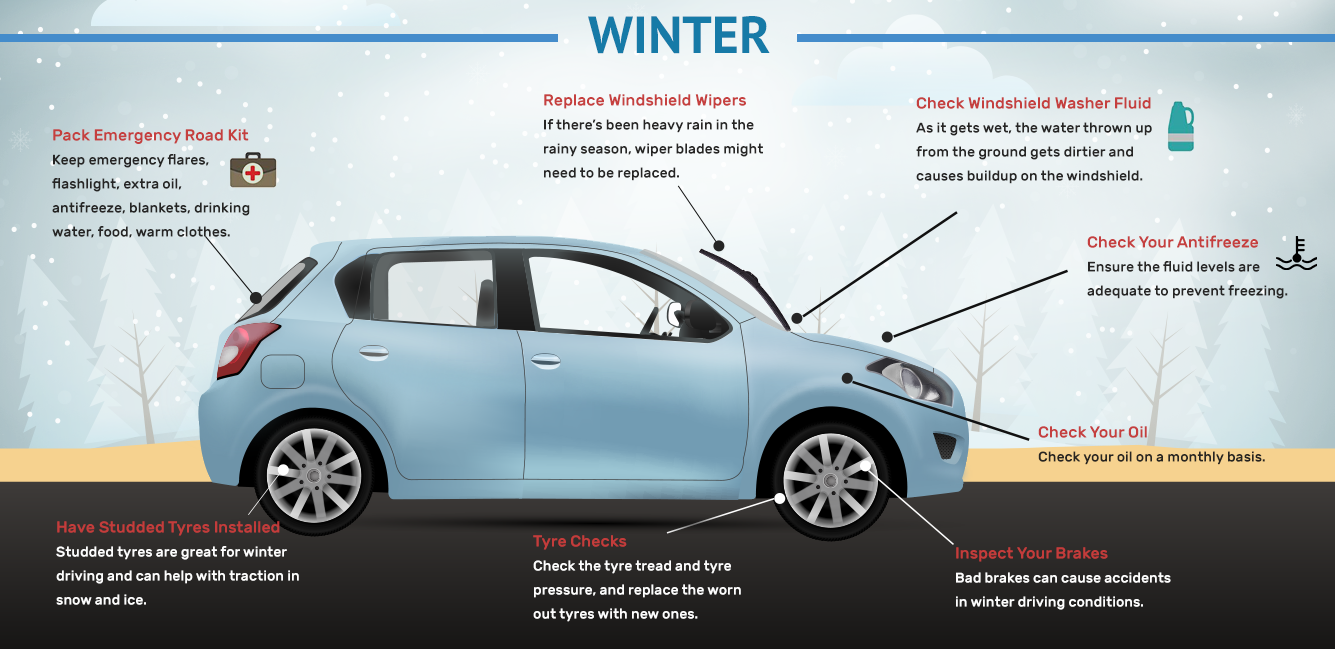 WINTER
Pack Emergency Road Kit
Keep emergency flares,
flashlight, extra oil,
antifreeze, blankets, drinking
water, food, warm clothes.
Replace Windshield Wipers
If there's been heavy rain in the
rainy season, wiper blades might
need to be replaced.
Check Windshield Washer Fluid
As it gets wet, the water thrown up
from the ground gets dirtier and
causes buildup on the windshield.
Check Your Antifreeze
Ensure the fluid levels are
adequate to prevent freezing.
Check Your Oil
Check your oil on a monthly basis.
Have Studded Tyres Installed
Studded tyres are great for winter
driving and can help with traction in
snow and ice.
Tyre Checks
Check the tyre tread and tyre
pressure, and replace the worn
out tyres with new ones.
Inspect Your Brakes
Bad brakes can cause accidents
in winter driving conditions.